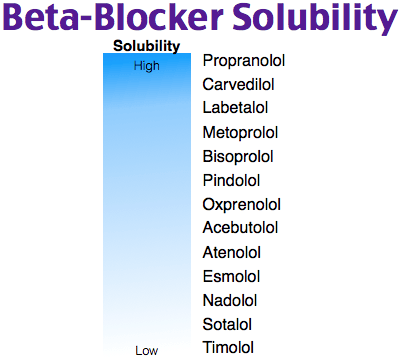 Beta-Blocker Solubility
Solubility
High
Propranolol
Carvedilol
Labetalol
Metoprolol
Bisoprolol
Pindolol
Oxprenolol
Acebutolol
Atenolol
Esmolol
Nadolol
Sotalol
Timolol
Low